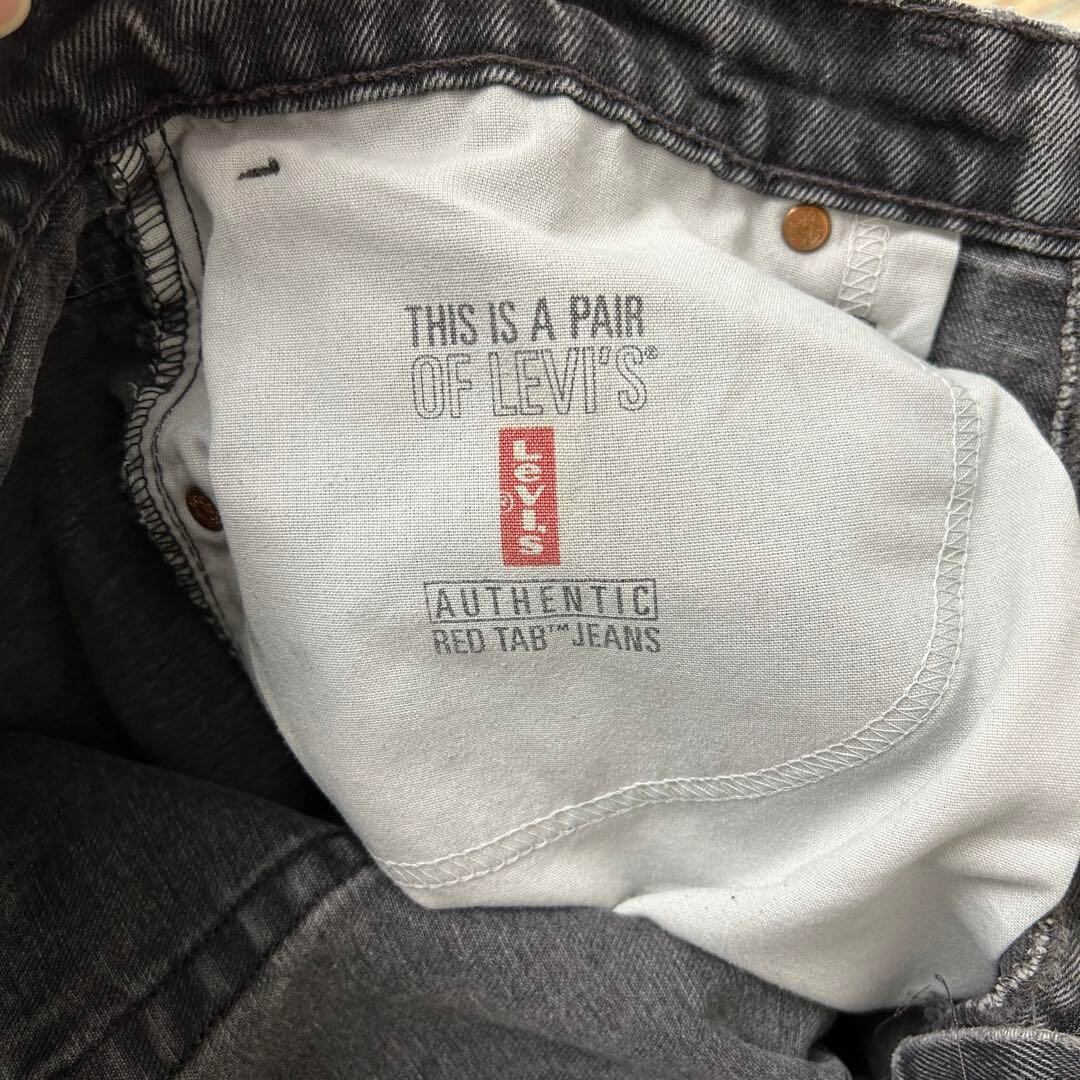 THIS IS A PAIR
OF LEVI'S®
LEVI'S
®
AUTHENTIC
RED TAB™ JEANS